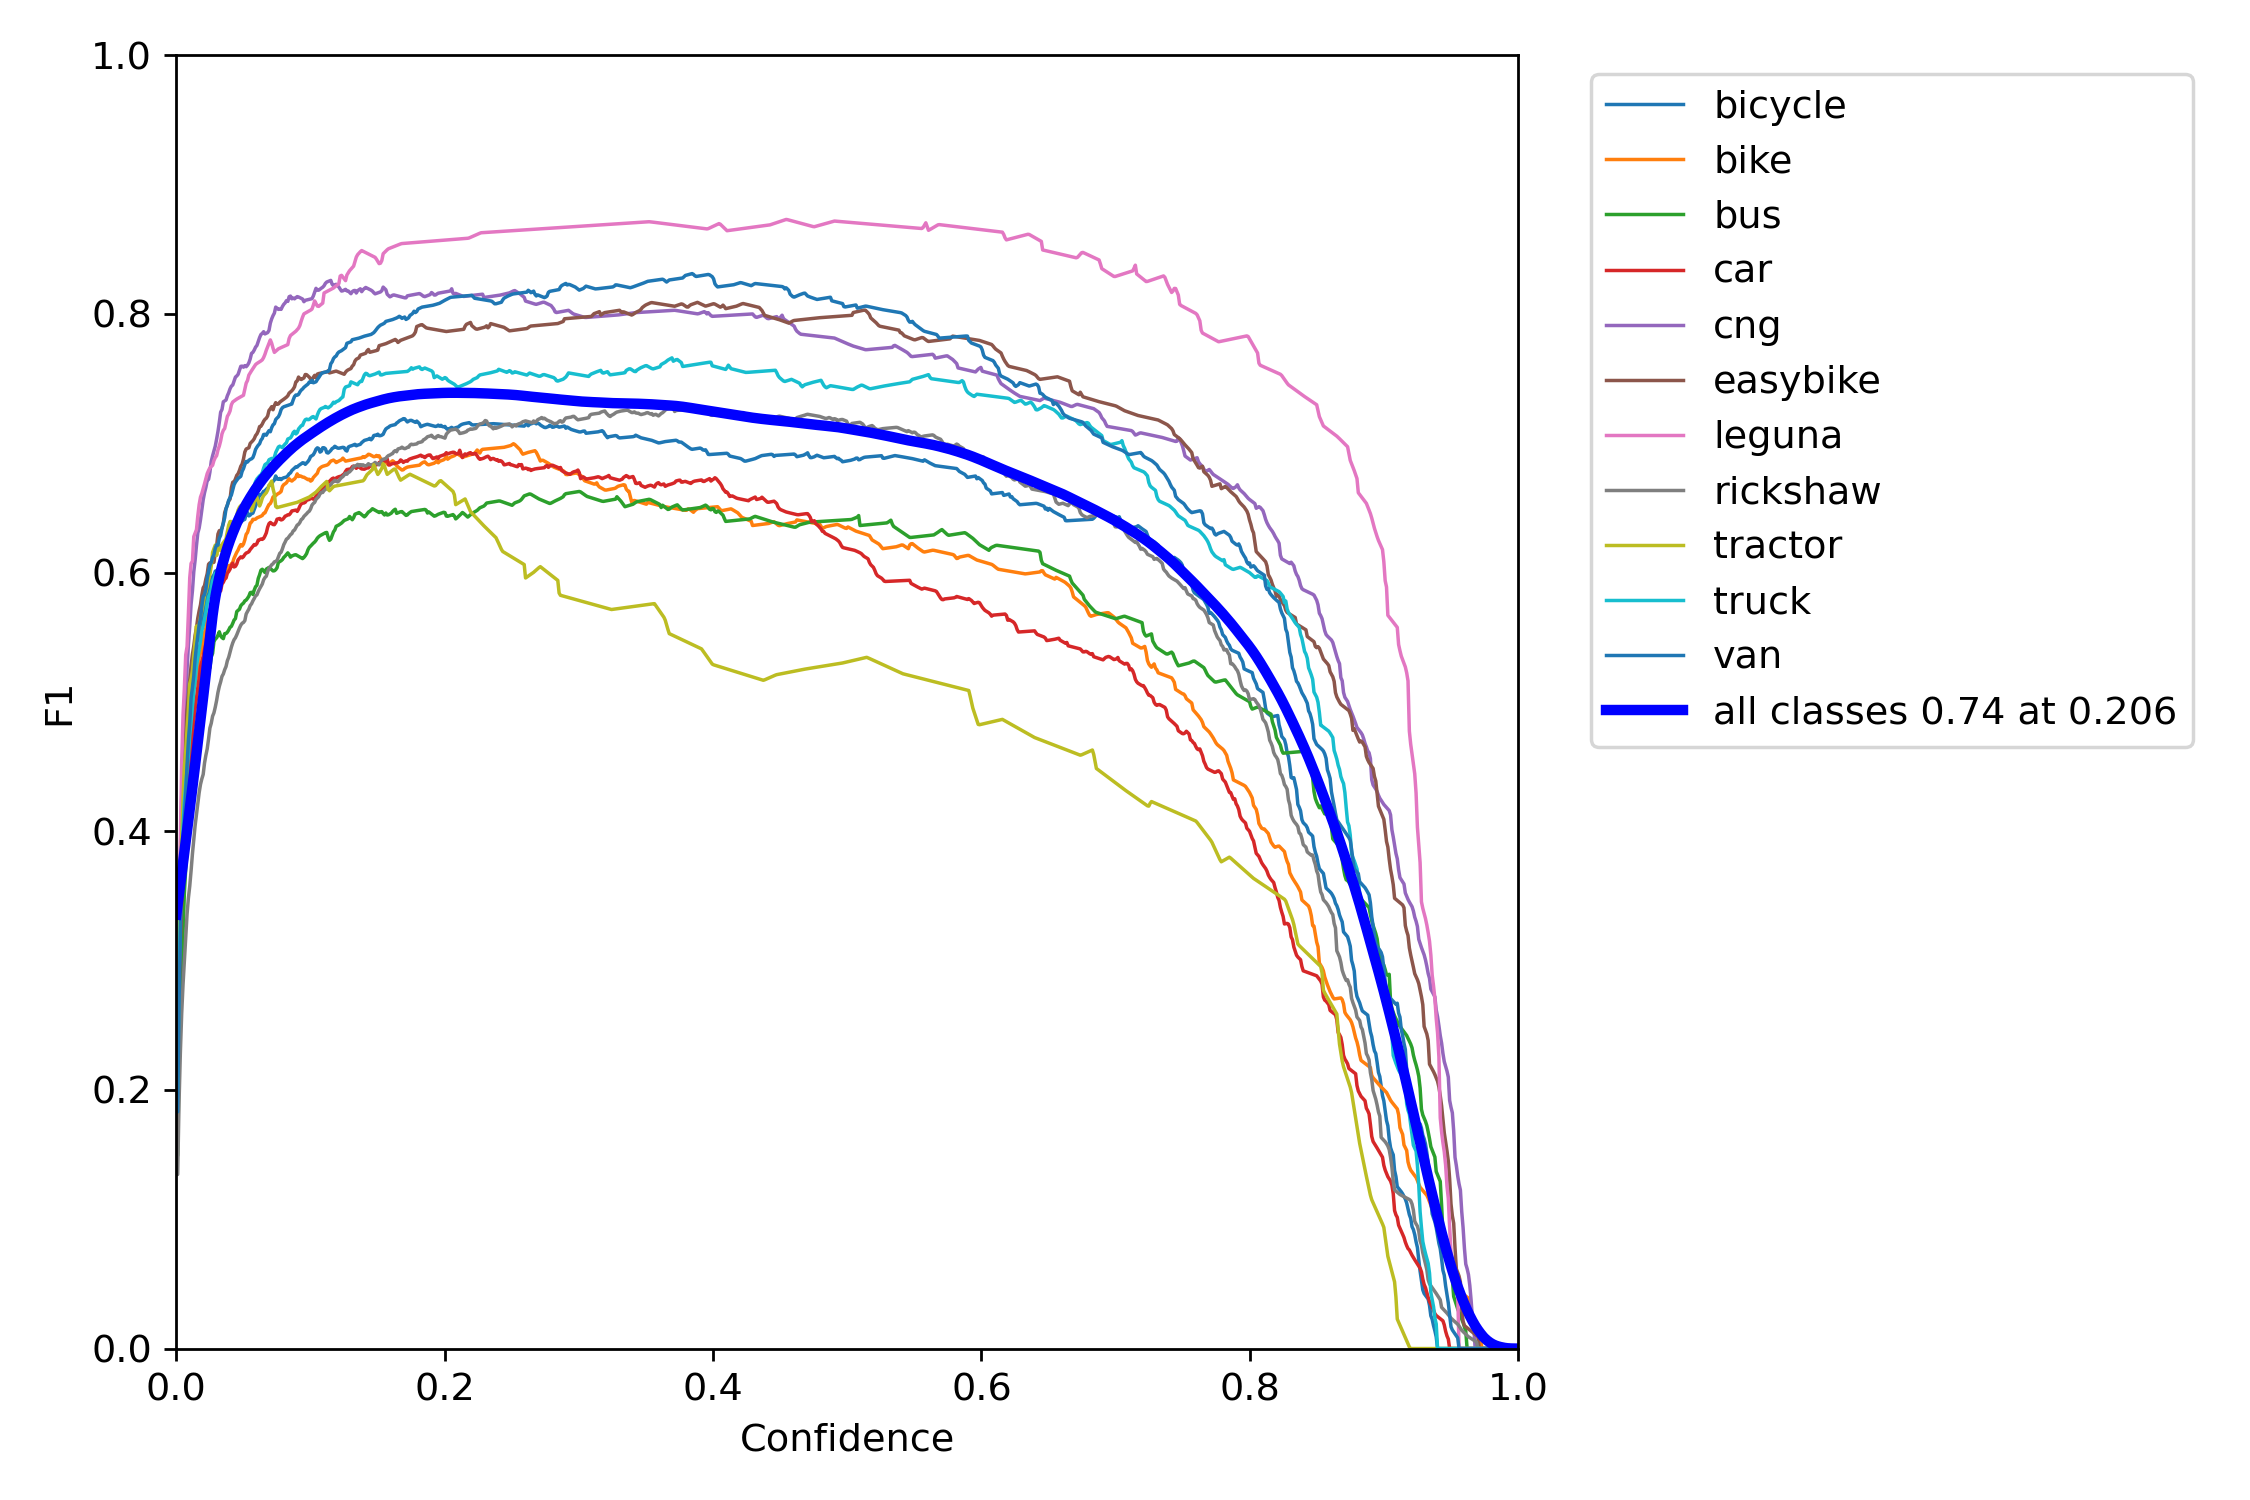 1.0
0.8
0.6
0.4
0.2
0.0
F1
0.0 0.2 0.4 0.6 0.8 1.0
Confidence
bicycle
bike
bus
car
cng
easybike
leguna
rickshaw
tractor
truck
van
all classes 0.74 at 0.206